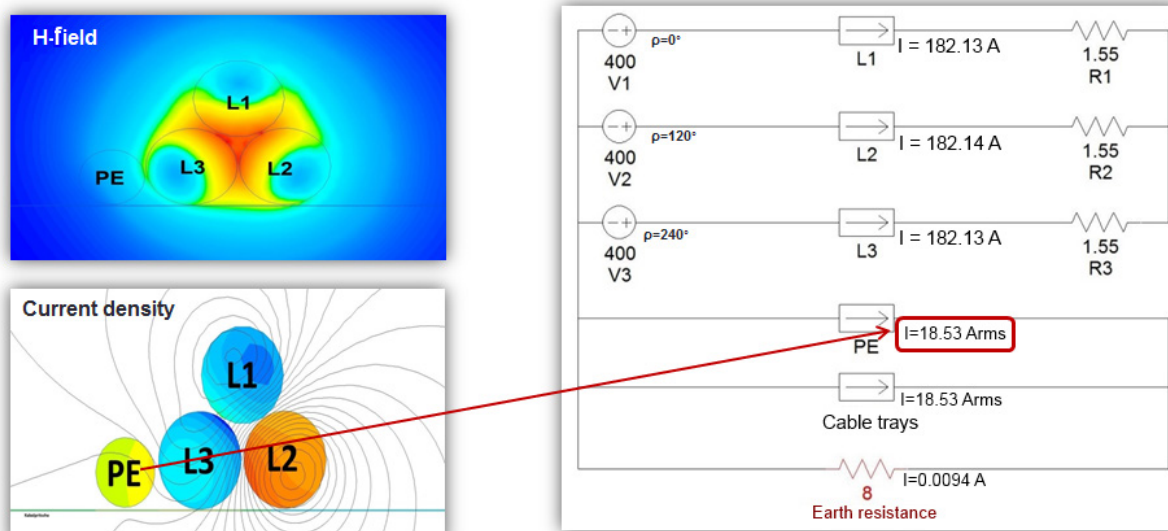 H-field
L1
L3
L2
PE
Current density
L1
L3
L2
PE
ρ=0°
400
V1
L1
I = 182.13 A
1.55
R1
ρ=120°
400
V2
L2
I = 182.14 A
1.55
R2
ρ=240°
400
V3
L3
I = 182.13 A
1.55
R3
PE
I=18.53 Arms
I=18.53 Arms
Cable trays
8
I=0.0094 A
Earth resistance